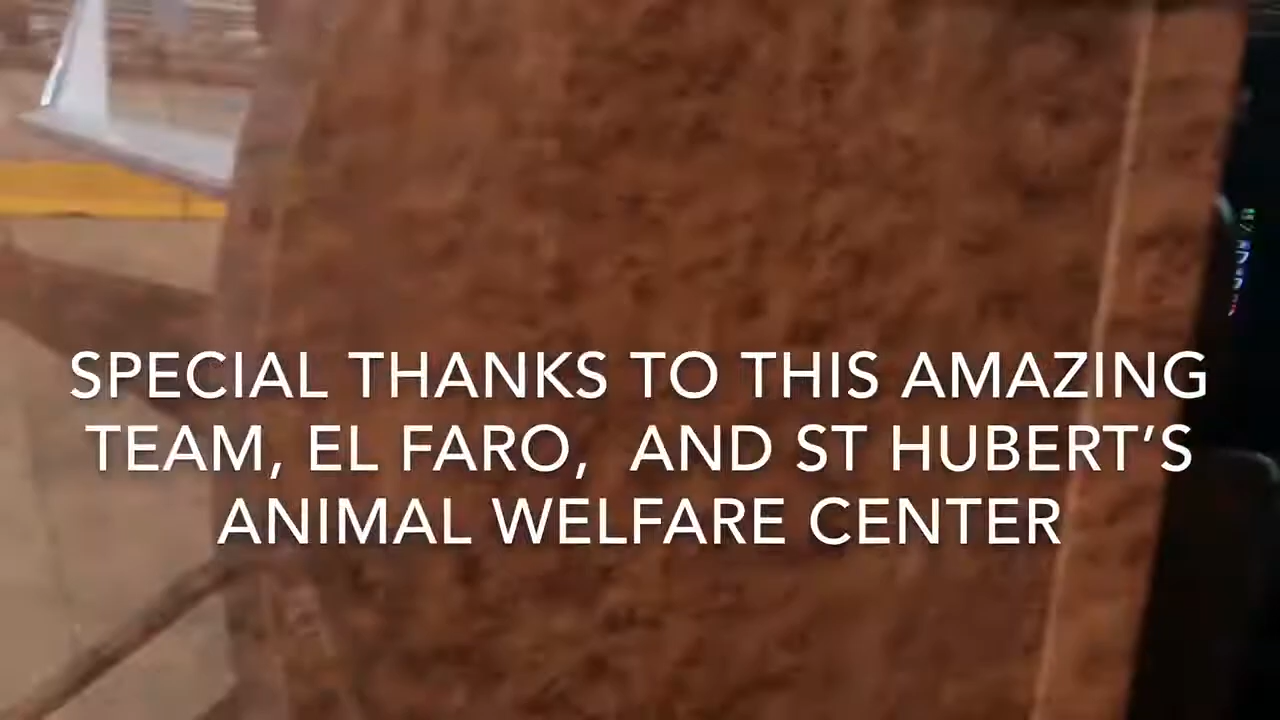 SPECIAL THANKS TO THIS AMAZING
TEAM, EL FARO, AND ST HUBERT’S
ANIMAL WELFARE CENTER